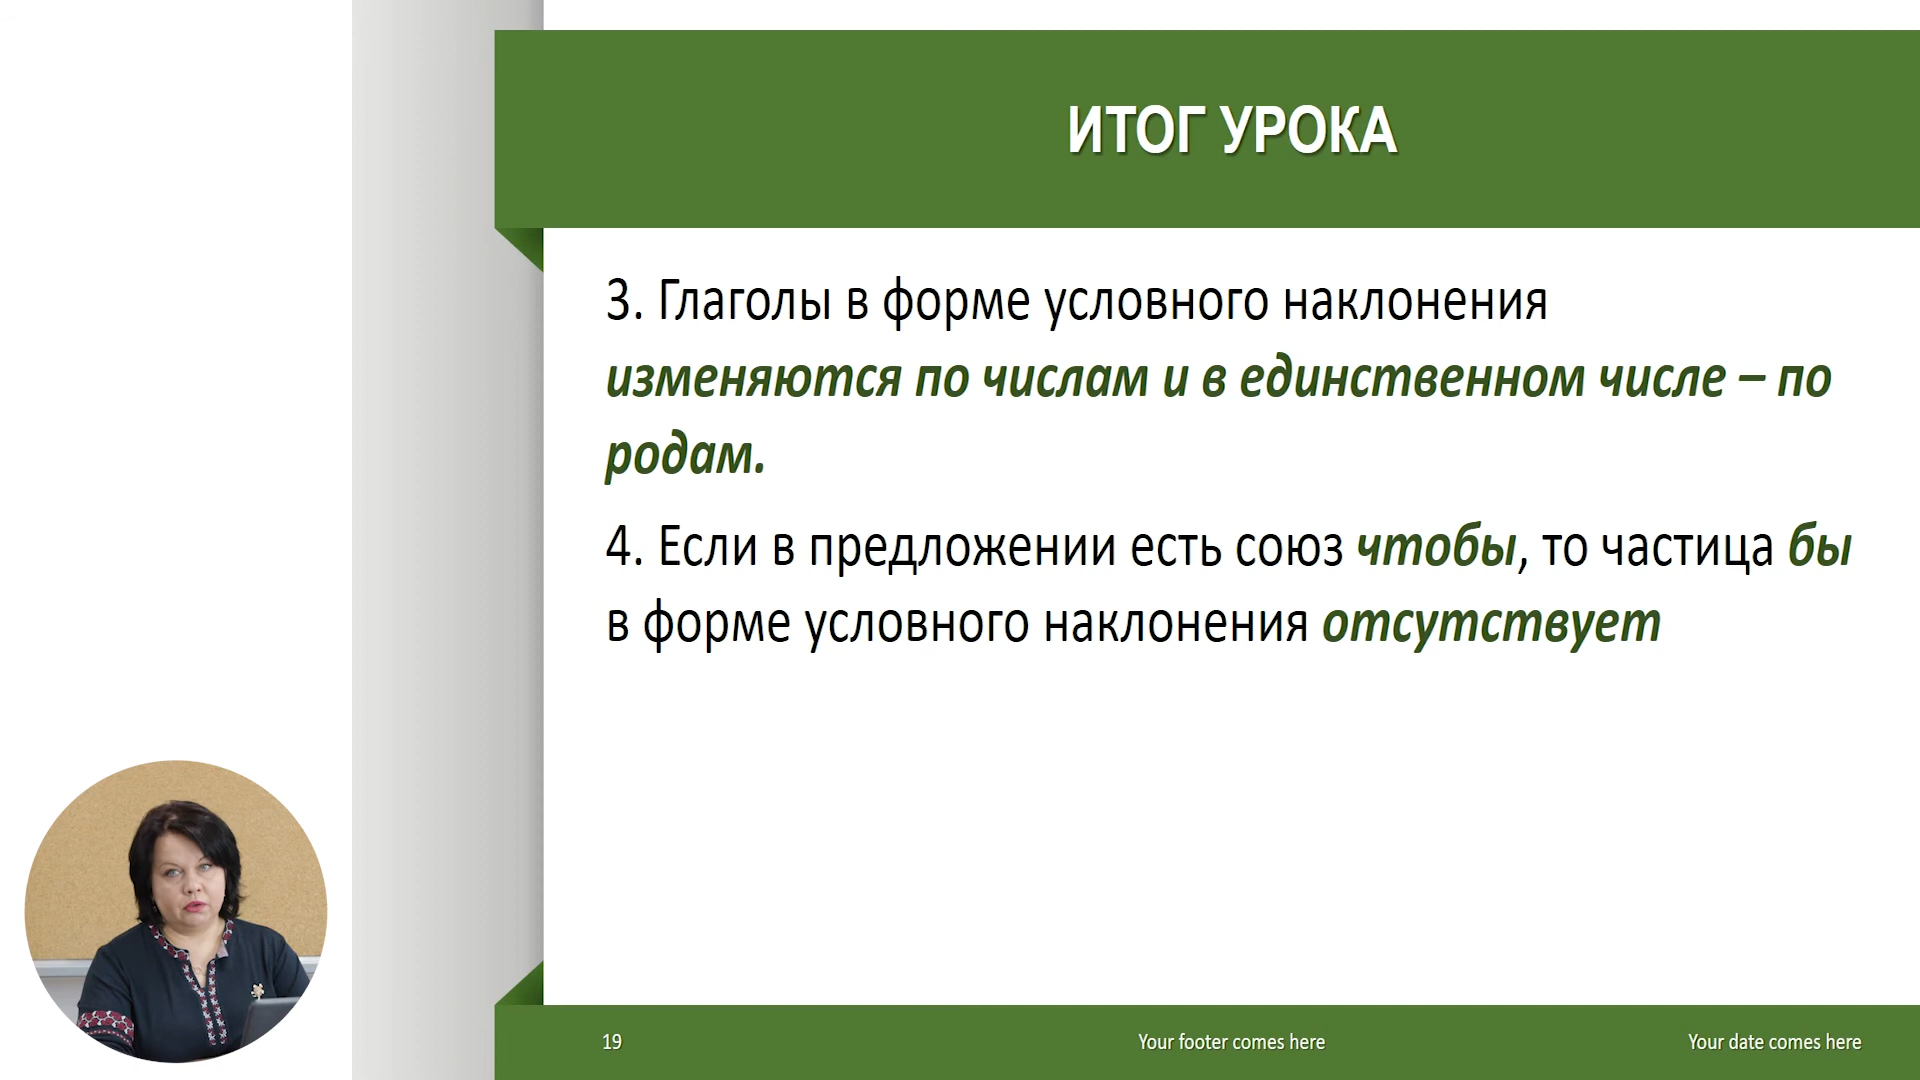 ИТОГ УРОКА
3. Глаголы в форме условного наклонения
изменяются по числам и в единственном числе – по
родам.
4. Если в предложении есть союз чтобы, то частица бы
в форме условного наклонения отсутствует
19
Your footer comes here
Your date comes here